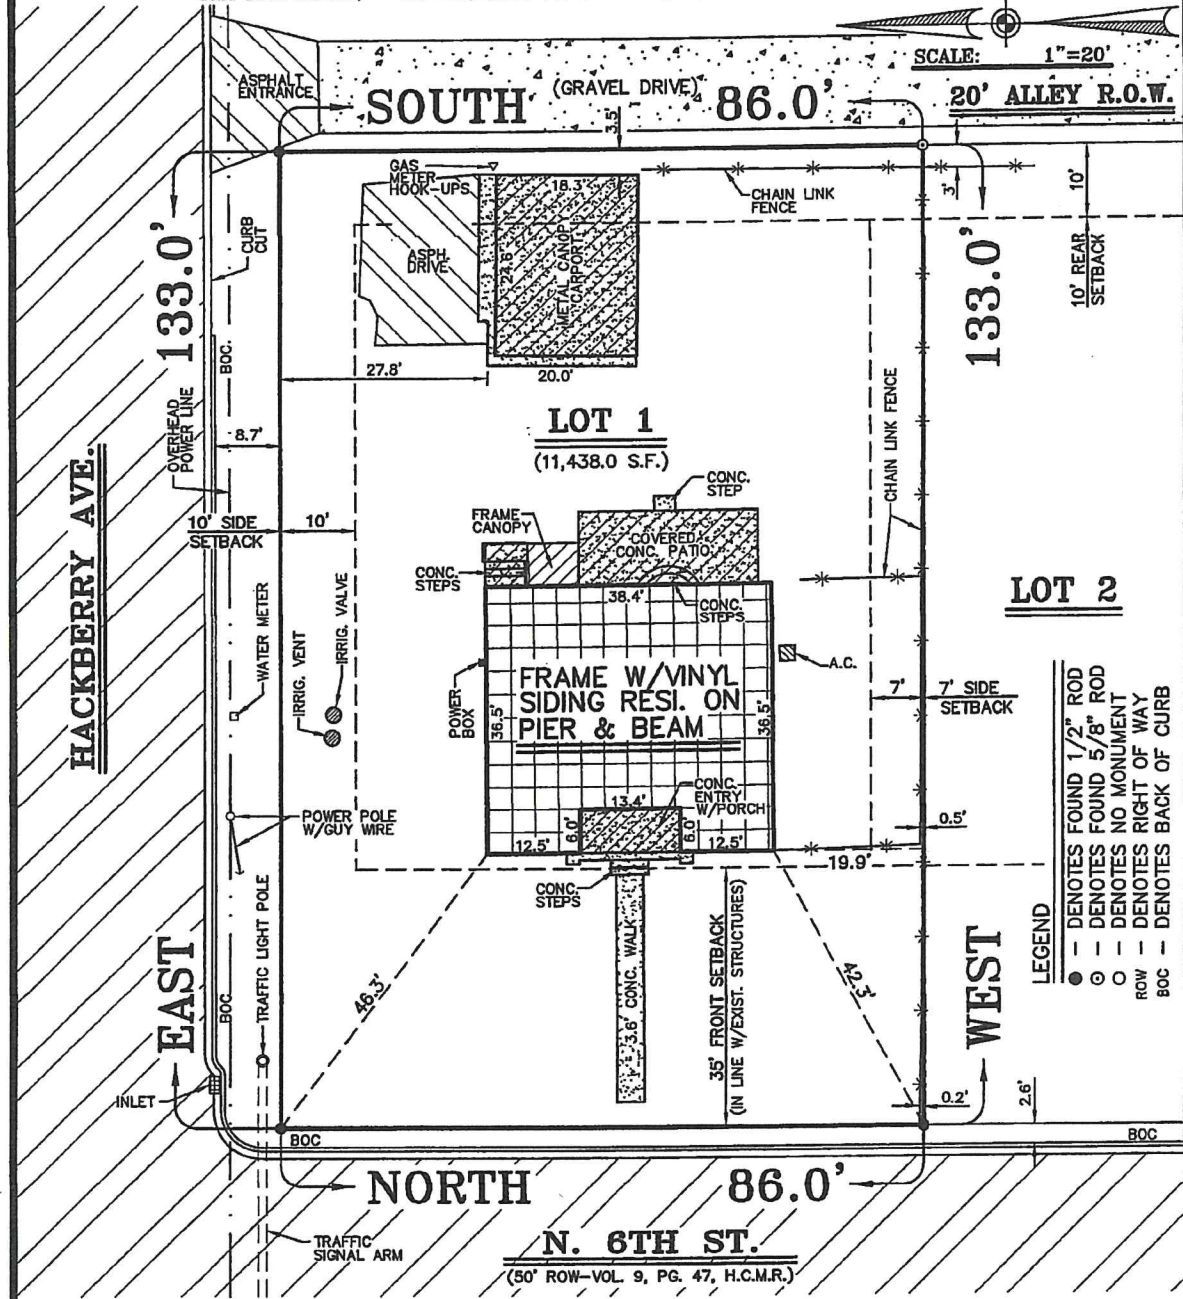 SCALE: 1"=20'
ASPHALT
ENTRANCE
SOUTH
(GRAVEL DRIVE)
86.0'
20' ALLEY R.O.W.
3.5'
GAS
METER
HOOK-UPS
18.3'
CHAIN LINK
FENCE
3'
10'
133.0'
CURB
CUT
ASPH.
DRIVE
24.6'
METAL CANOPY
(CARPORT)
133.0'
10' REAR
SETBACK
27.8'
20.0'
BOC.
OVERHEAD
POWER LINE
8.7'
LOT 1
(11,438.0 S.F.)
CHAIN LINK FENCE
HACKBERRY AVE.
CONC.
STEP
FRAME
CANOPY
10' SIDE
SETBACK
10'
COVERED
CONC. PATIO
CONC.
STEPS
38.4'
CONC.
STEPS
LOT 2
WATER METER
IRRIG. VENT
IRRIG. VALVE
POWER
BOX
36.5'
FRAME W/VINYL
SIDING RESI. ON
PIER & BEAM
36.5'
A.C.
7'
7' SIDE
SETBACK
CONC.
ENTRY
W/PORCH
13.4'
6.0'
6.0'
12.5'
12.5'
POWER POLE
W/GUY WIRE
0.5'
19.9'
CONC.
STEPS
LEGEND
- DENOTES FOUND 1/2" ROD
- DENOTES FOUND 5/8" ROD
- DENOTES NO MONUMENT
ROW - DENOTES RIGHT OF WAY
BOC - DENOTES BACK OF CURB
EAST
BOC.
TRAFFIC LIGHT POLE
46.3'
3.6' CONC. WALK
35' FRONT SETBACK
(IN LINE W/EXIST. STRUCTURES)
42.3'
WEST
INLET
0.2'
2.6'
BOC
BOC
NORTH
86.0'
TRAFFIC
SIGNAL ARM
N. 6TH ST.
(50' ROW-VOL. 9, PG. 47, H.C.M.R.)